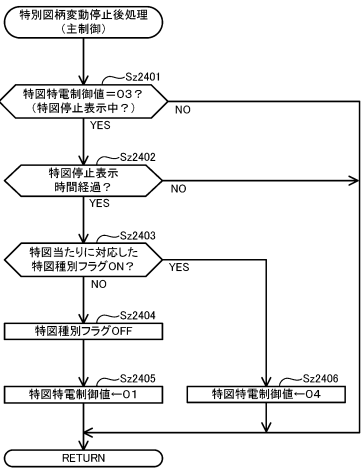 特別図柄変動停止後処理
(主制御)
Sz2401
特図特電制御値=03?
(特図停止表示中?)
NO
YES
Sz2402
特図停止表示
時間経過?
NO
YES
Sz2403
特図当たりに対応した
特図種別フラグON?
YES
NO
Sz2404
特図種別フラグOFF
Sz2405
特図特電制御値←01
Sz2406
特図特電制御値←04
RETURN